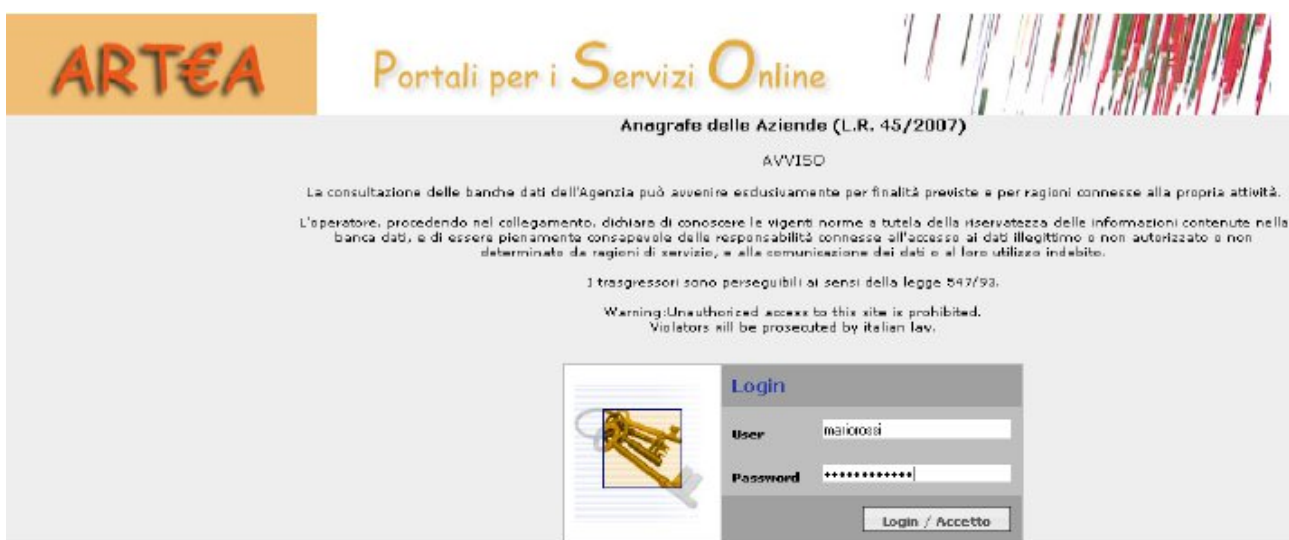 ART€A
Portali per i Servizi Online
Anagrafe delle Aziende (L.R. 45/2007)
AVVISO
La consultazione delle banche dati dell'Agenzia può avvenire esclusivamente per finalità previste e per ragioni connesse alla propria attività.
L'operatore, procedendo nel collegamento, dichiara di conoscere le vigenti norme a tutela della riservatezza delle informazioni contenute nella
banca dati, e di essere pienamente consapevole delle responsabilità connesse all'accesso ai dati illegittimo o non autorizzato o non
determinato da ragioni di servizio, e alla comunicazione dei dati o al loro utilizzo indebito.
I trasgressori sono perseguibili ai sensi della legge 547/93.
Warning:Unauthorized access to this site is prohibited.
Violators will be prosecuted by italian law.
Login
User mariorossi
Password ************
Login / Accetto